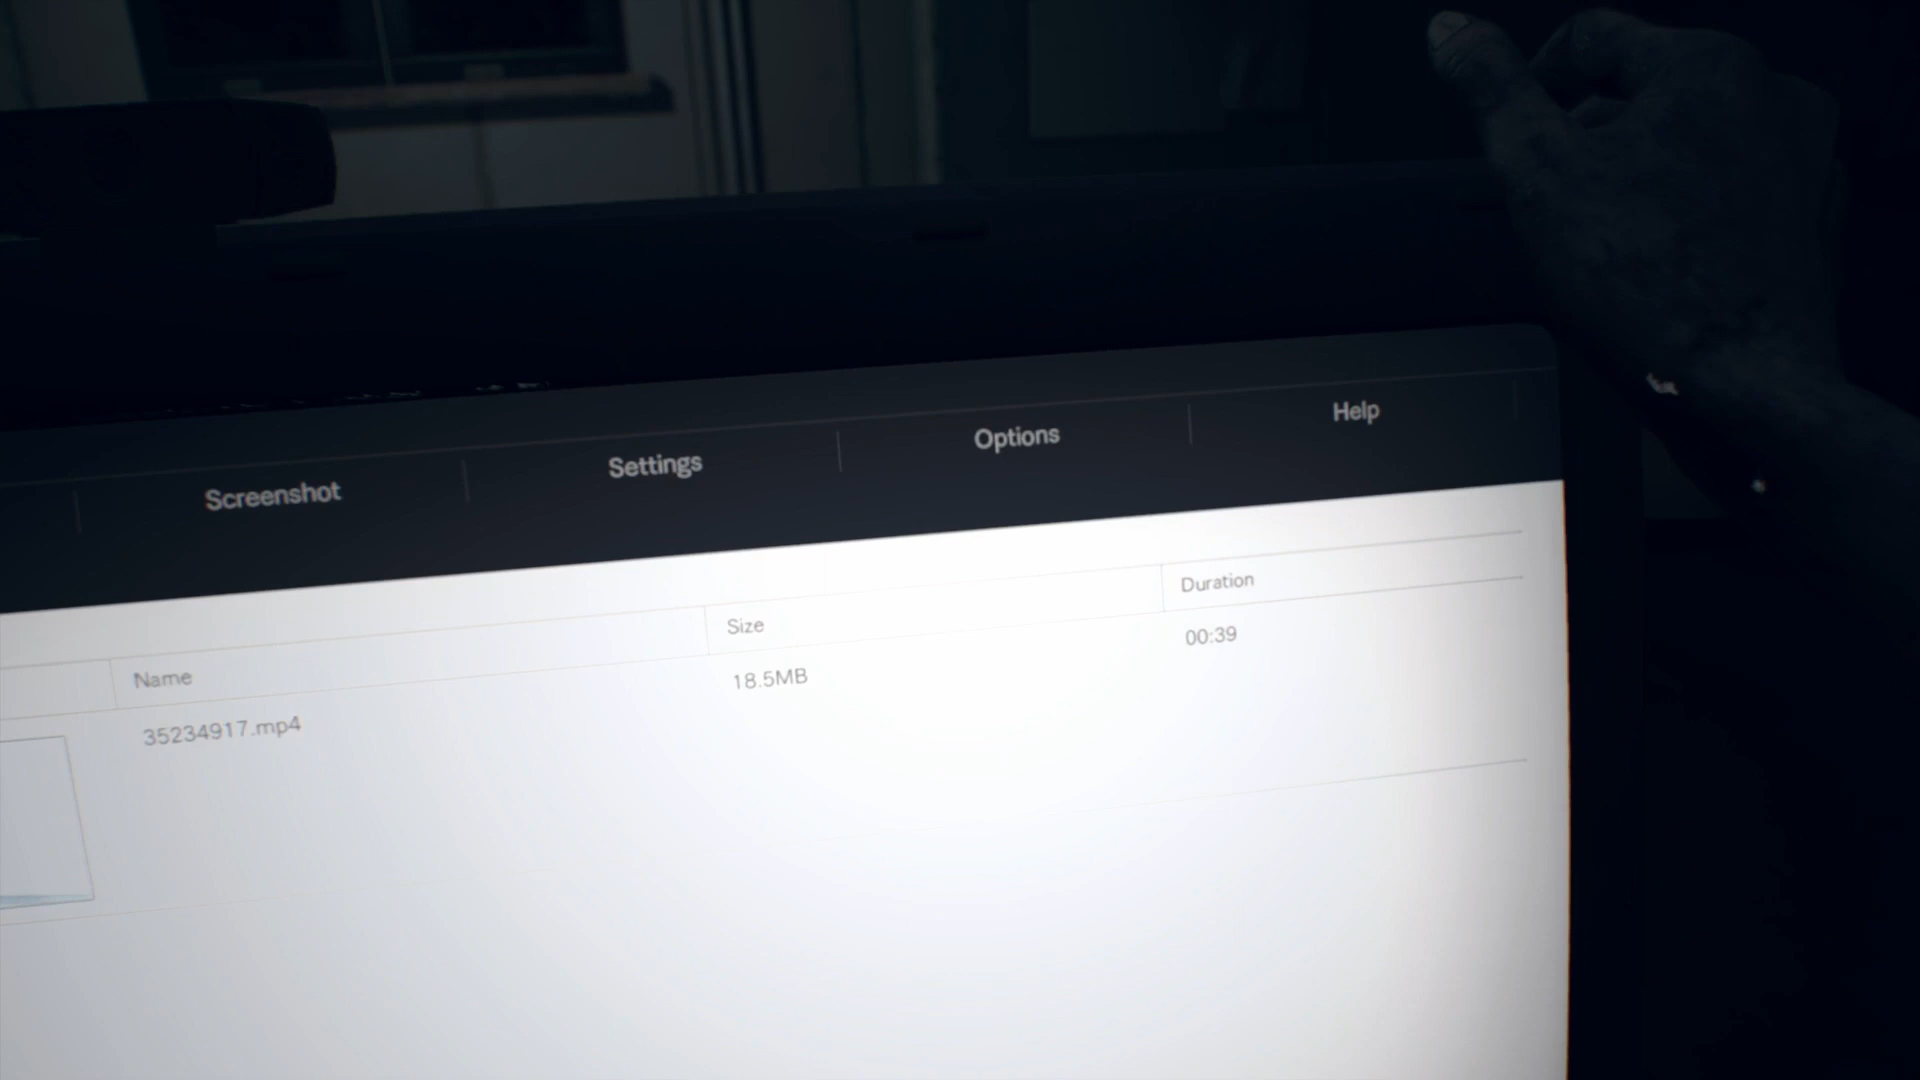 Screenshot Settings Options Help
Name Size Duration
35234917.mp4 18.5MB 00:39